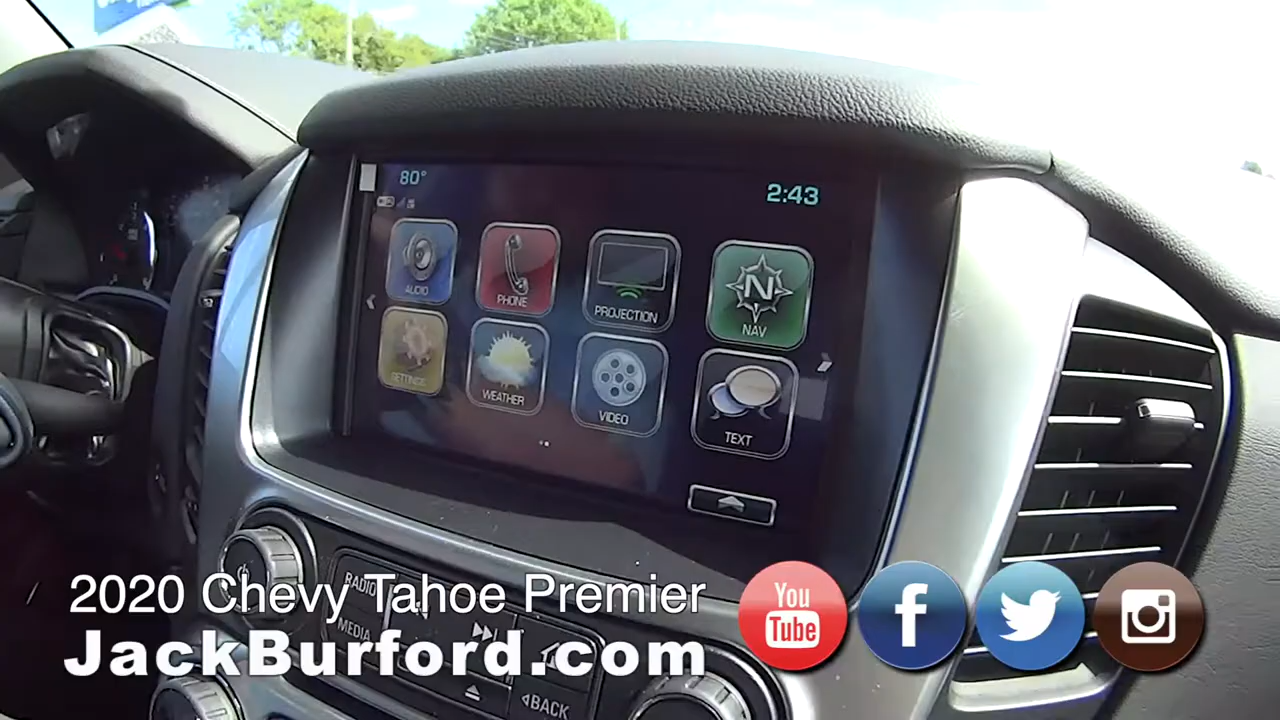 80°
2:43
AUDIO
PHONE
PROJECTION
N
NAV
SETTINGS
WEATHER
VIDEO
TEXT
RADIO
MEDIA
BACK
2020 Chevy Tahoe Premier
JackBurford.com
You
Tube
f